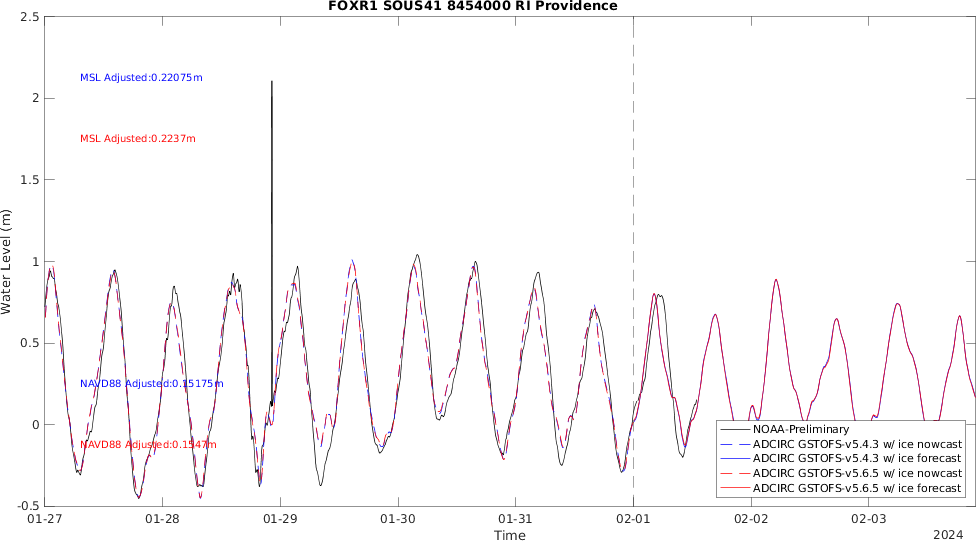 FOXR1 SOUS41 8454000 RI Providence
2.5
MSL Adjusted:0.22075m
2
MSL Adjusted:0.2237m
1.5
1
Water Level (m)
0.5
NAVD88 Adjusted:0.15175m
0
NAVD88 Adjusted:0.1547m
NOAA-Preliminary
ADCIRC GSTOFS-v5.4.3 w/ ice nowcast
ADCIRC GSTOFS-v5.4.3 w/ ice forecast
ADCIRC GSTOFS-v5.6.5 w/ ice nowcast
ADCIRC GSTOFS-v5.6.5 w/ ice forecast
-0.5
01-27 01-28 01-29 01-30 01-31 02-01 02-02 02-03
Time
2024